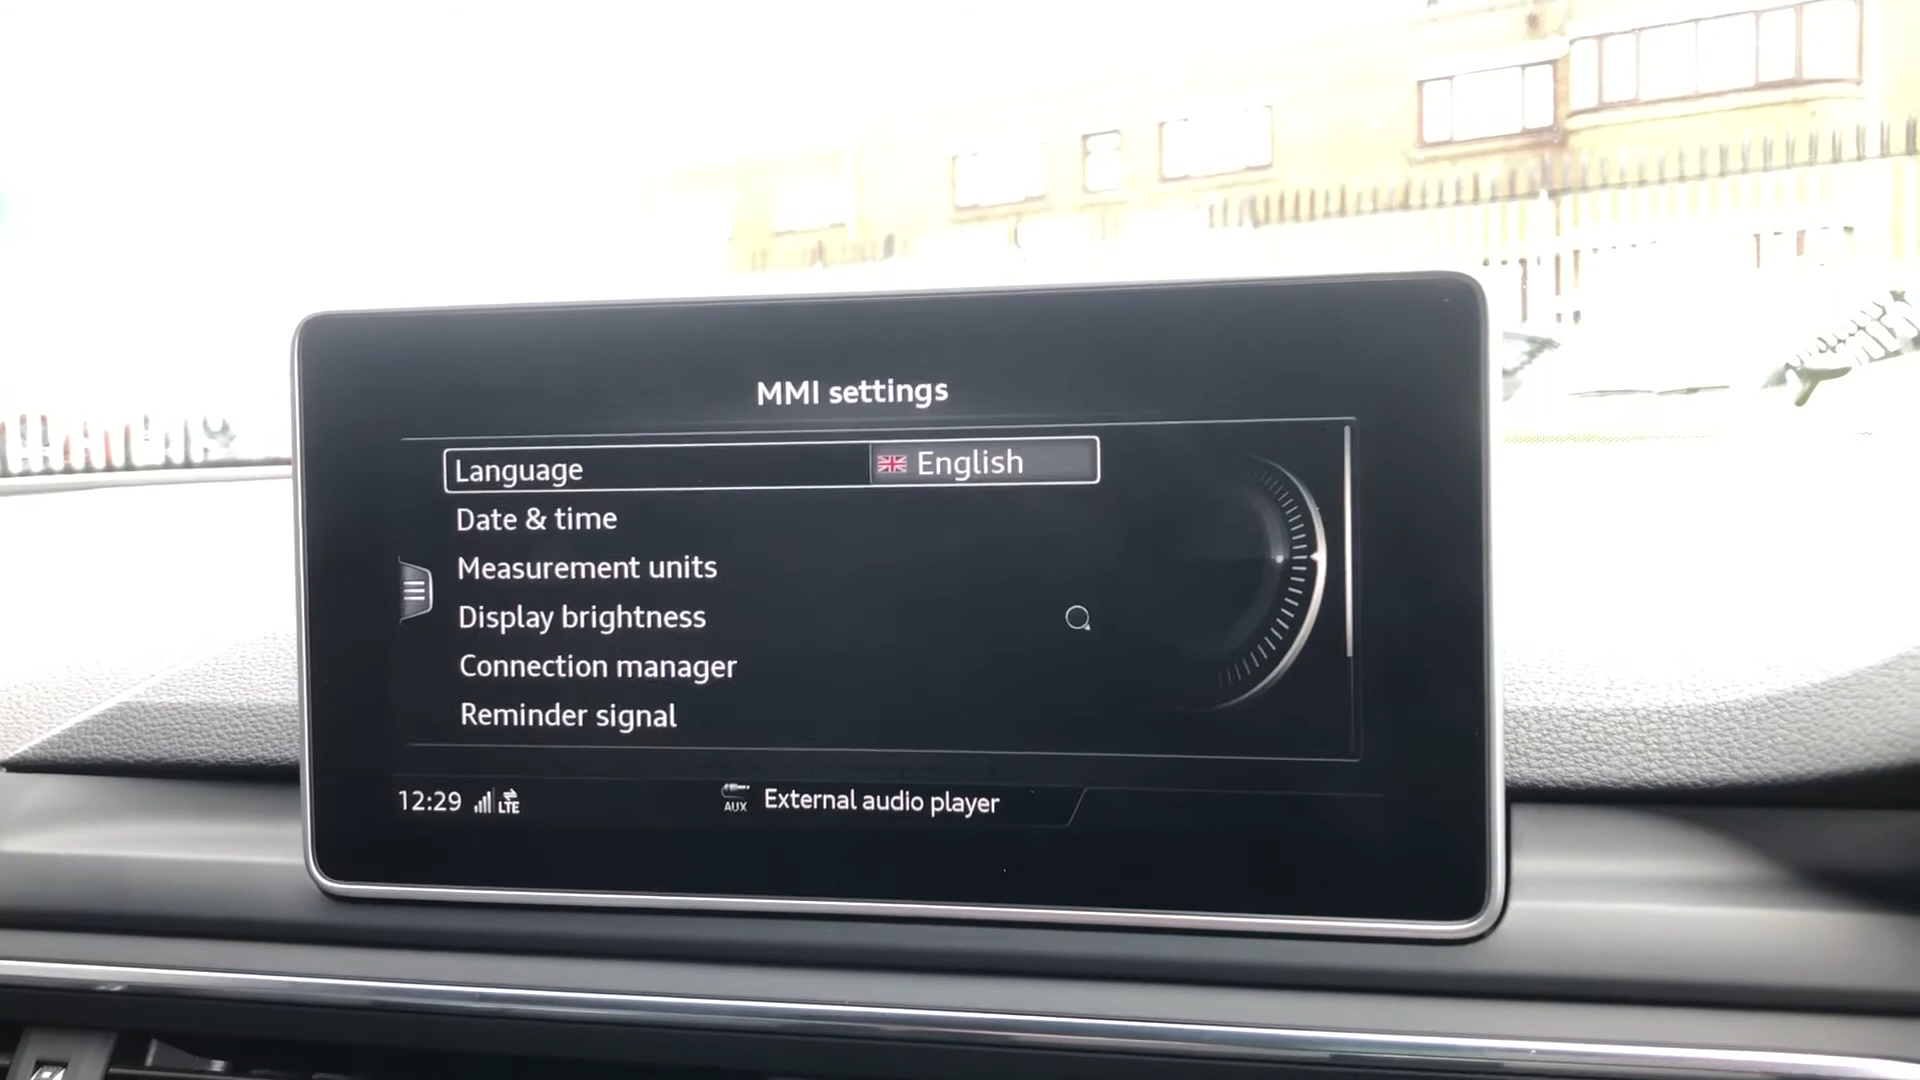 MMI settings
Language English
Date & time
Measurement units
Display brightness
Connection manager
Reminder signal
12:29 LTE AUX External audio player